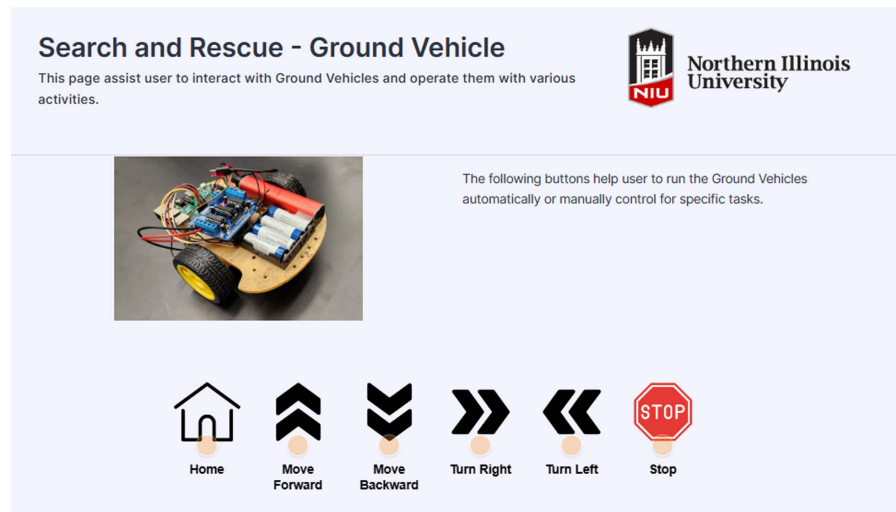 Search and Rescue - Ground Vehicle
This page assist user to interact with Ground Vehicles and operate them with various
activities.
NIU
Northern Illinois
University
The following buttons help user to run the Ground Vehicles
automatically or manually control for specific tasks.
STOP
Home
Move
Forward
Move
Backward
Turn Right
Turn Left
Stop